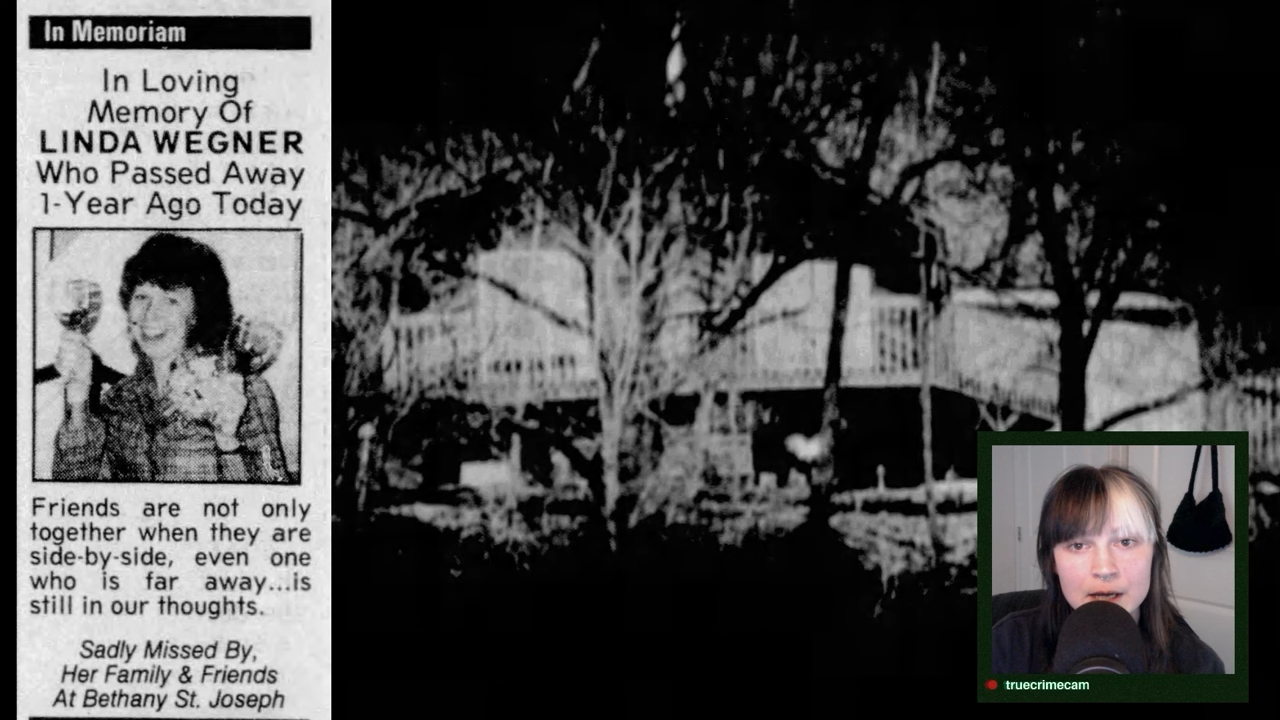 In Memoriam
In Loving
Memory Of
LINDA WEGNER
Who Passed Away
1-Year Ago Today
Friends are not only
together when they are
side-by-side, even one
who is far away...is
still in our thoughts.
Sadly Missed By,
Her Family & Friends
At Bethany St. Joseph
truecrimecam